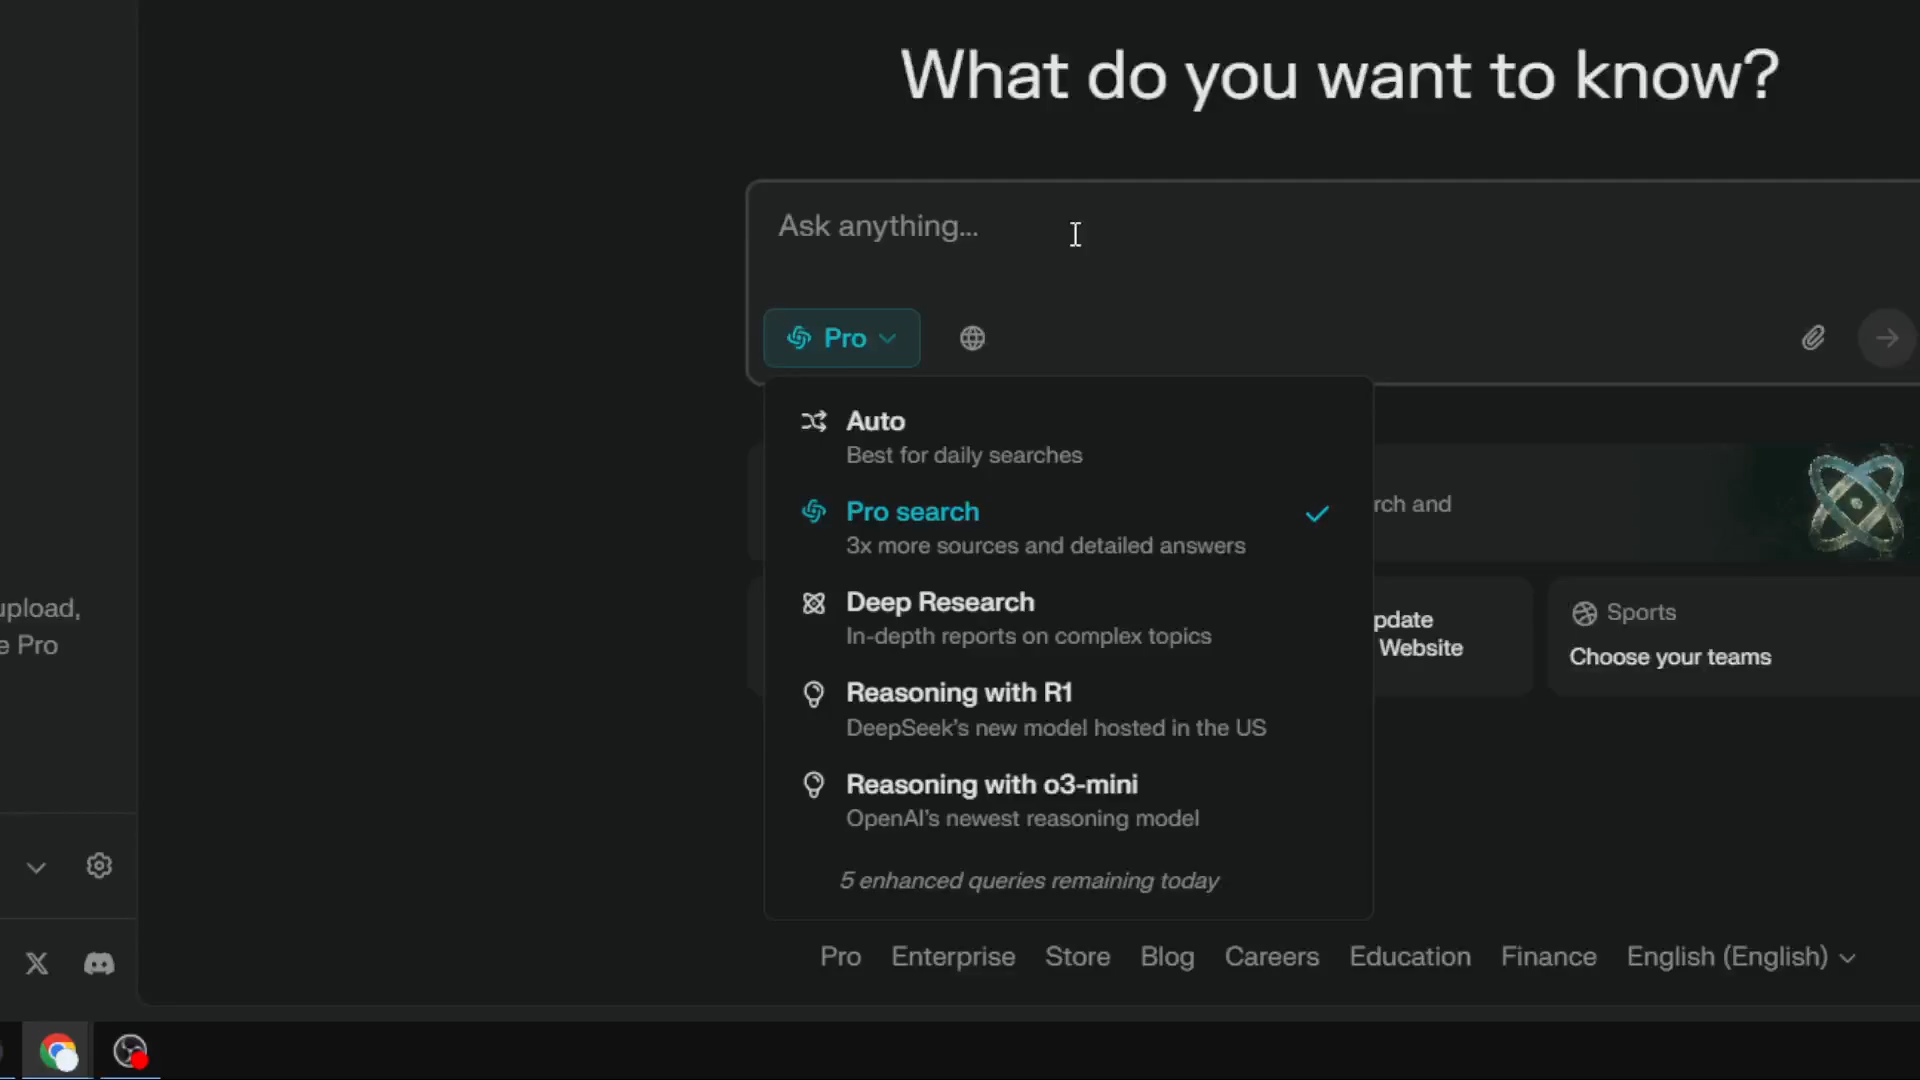 What do you want to know?
Ask anything...
Pro
Auto
Best for daily searches
Pro search
3x more sources and detailed answers
Deep Research
In-depth reports on complex topics
Reasoning with R1
DeepSeek's new model hosted in the US
Reasoning with o3-mini
OpenAI's newest reasoning model
5 enhanced queries remaining today
rch and
pdate
Website
Sports
Choose your teams
upload,
e Pro
Pro Enterprise Store Blog Careers Education Finance English (English)